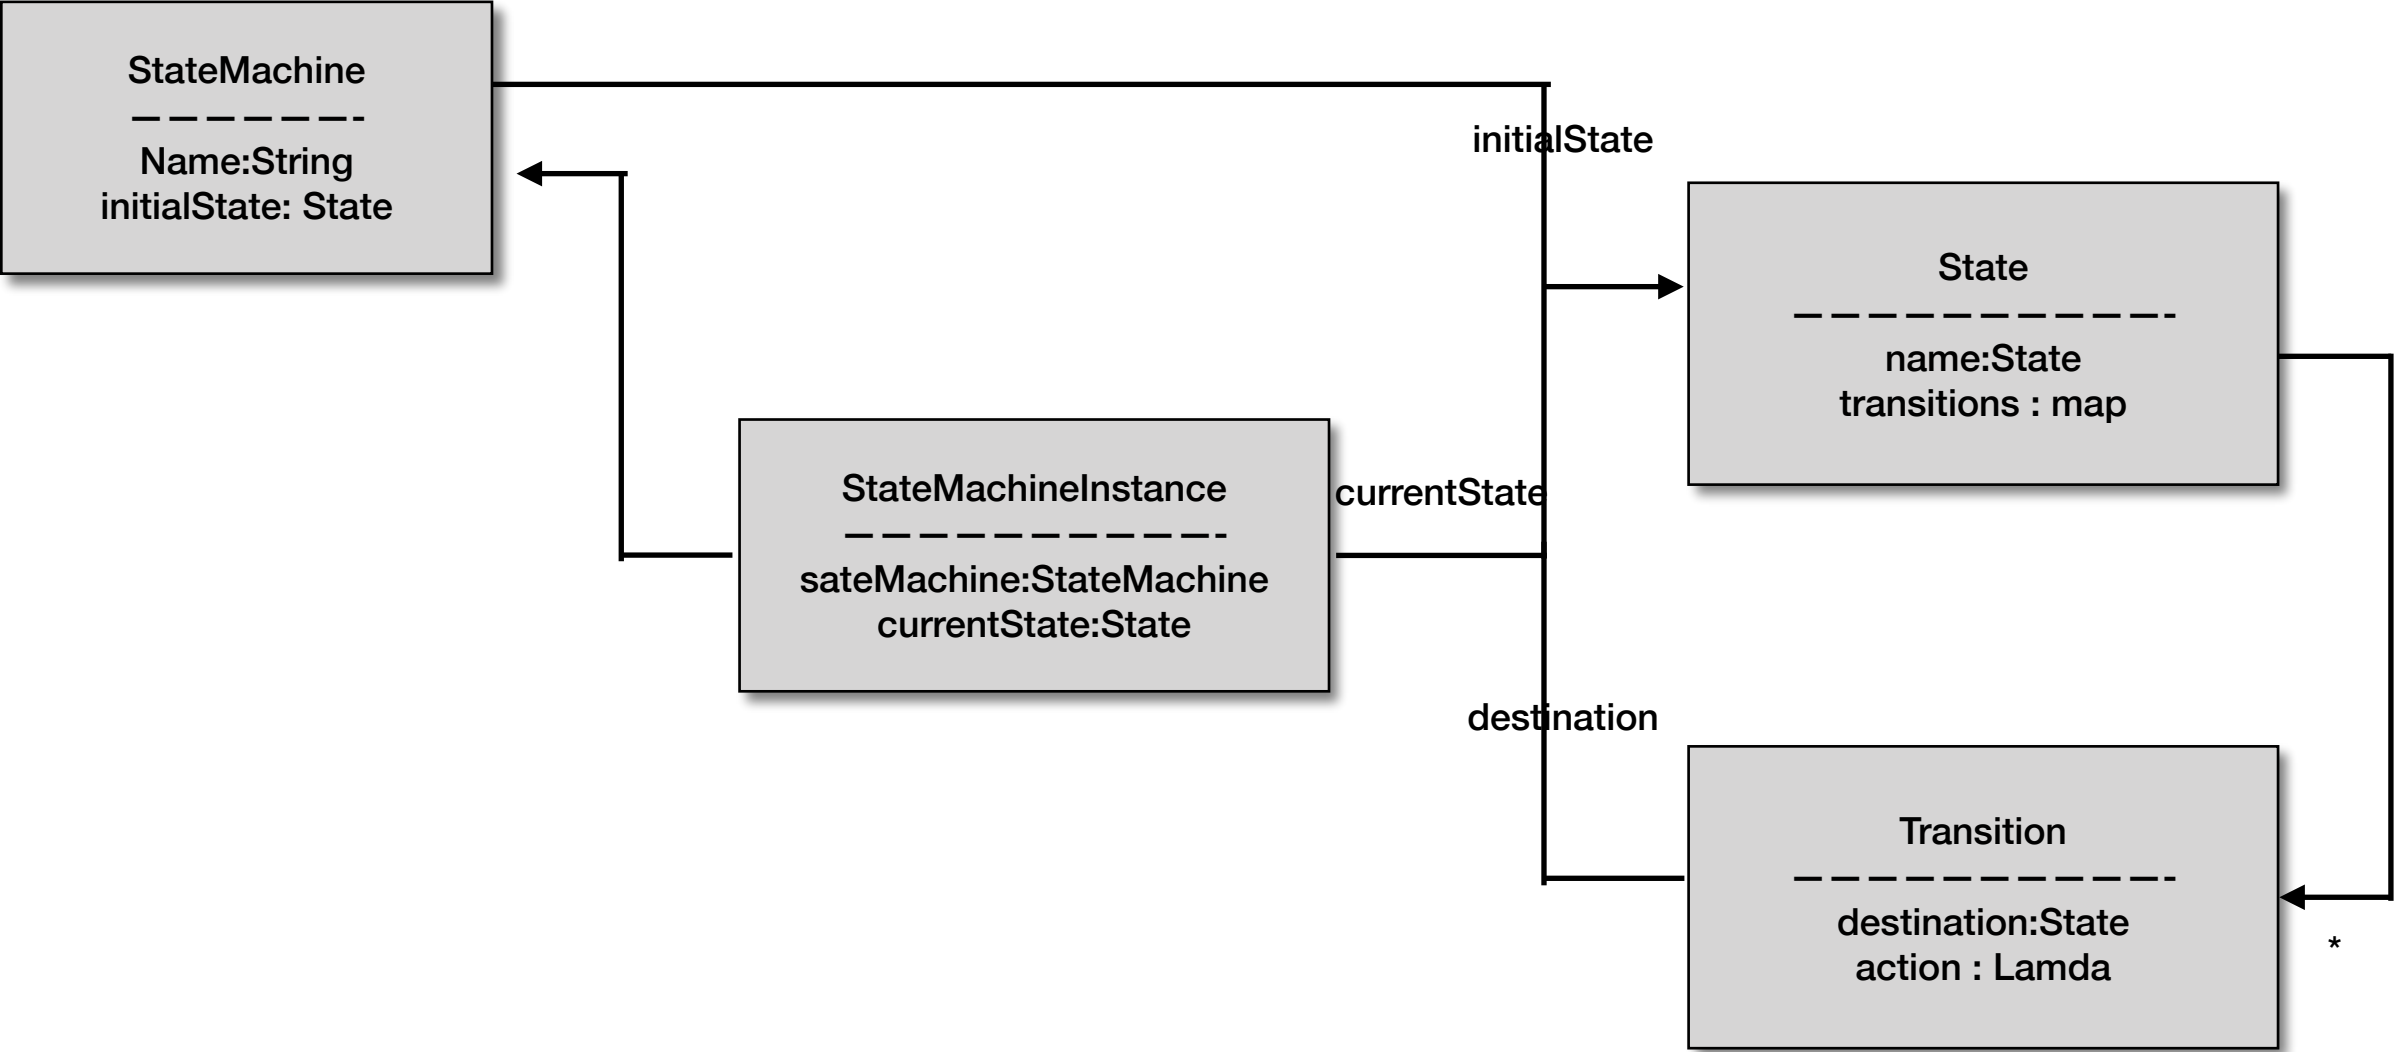 StateMachine
— — — — — — -
Name:String
initialState: State
initialState
State
— — — — — — — — — — -
name:State
transitions : map
StateMachineInstance
— — — — — — — — — — -
sateMachine:StateMachine
currentState:State
currentState
destination
Transition
— — — — — — — — — — -
destination:State
action : Lamda
*